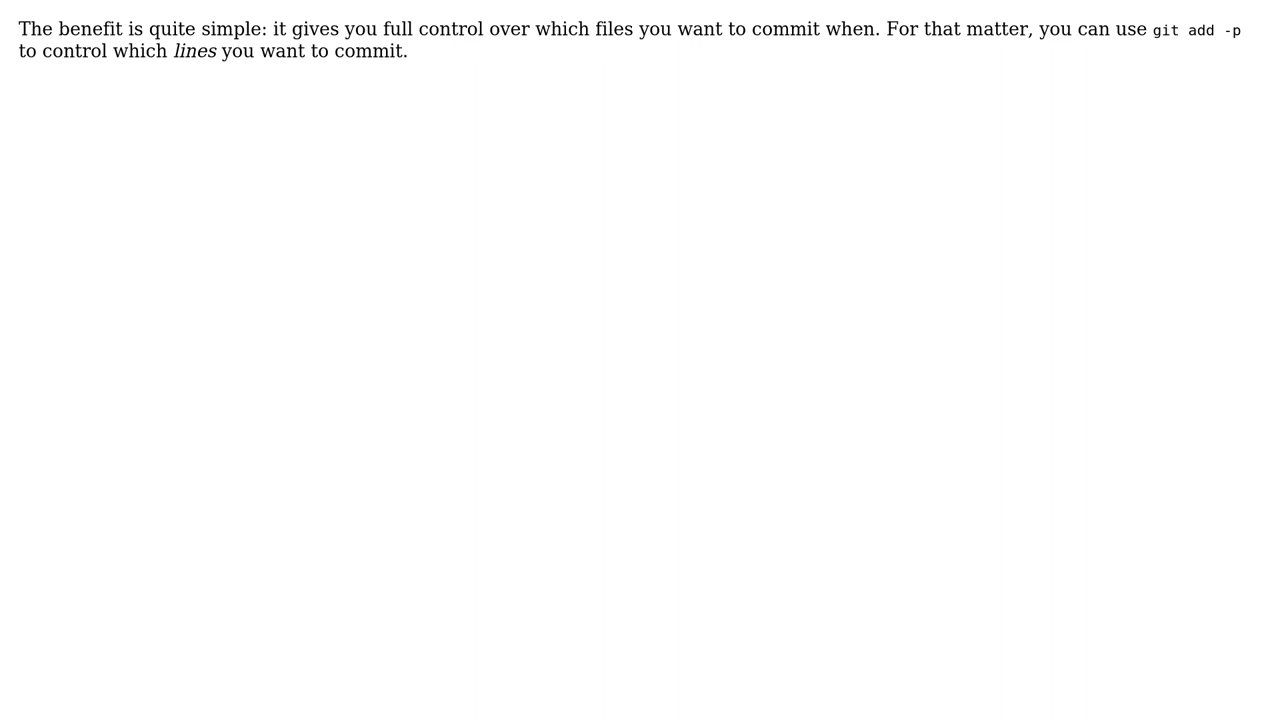 The benefit is quite simple: it gives you full control over which files you want to commit when. For that matter, you can use git add -p
to control which lines you want to commit.